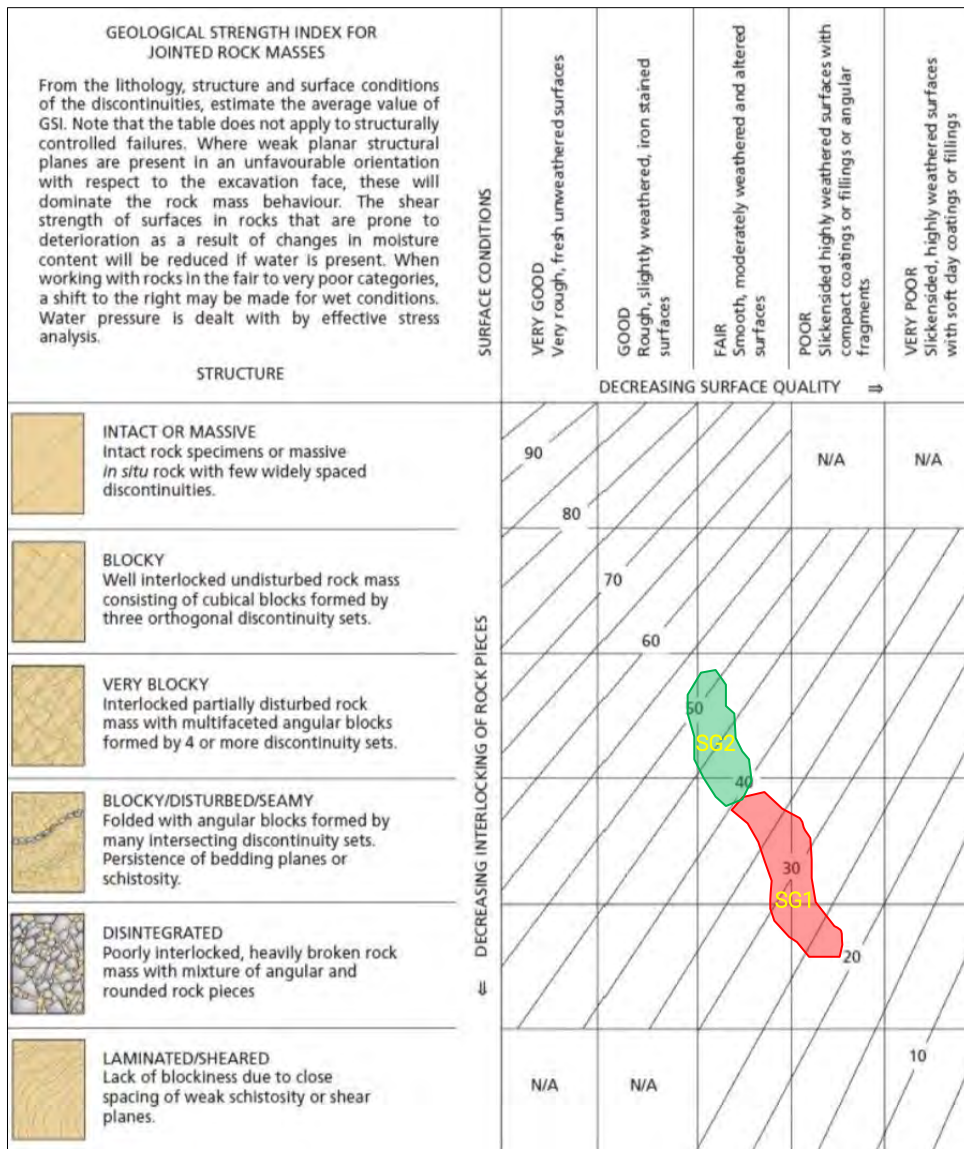 GEOLOGICAL STRENGTH INDEX FOR
JOINTED ROCK MASSES
From the lithology, structure and surface conditions
of the discontinuities, estimate the average value of
GSI. Note that the table does not apply to structurally
controlled failures. Where weak planar structural
planes are present in an unfavourable orientation
with respect to the excavation face, these will
dominate the rock mass behaviour. The shear
strength of surfaces in rocks that are prone to
deterioration as a result of changes in moisture
content will be reduced if water is present. When
working with rocks in the fair to very poor categories,
a shift to the right may be made for wet conditions.
Water pressure is dealt with by effective stress
analysis.
STRUCTURE
SURFACE CONDITIONS
VERY GOOD
Very rough, fresh unweathered surfaces
GOOD
Rough, slightly weathered, iron stained
surfaces
FAIR
Smooth, moderately weathered and altered
surfaces
POOR
Slickensided highly weathered surfaces with
compact coatings or fillings or angular
fragments
VERY POOR
Slickensided, highly weathered surfaces
with soft day coatings or fillings
DECREASING SURFACE QUALITY ⇒
DECREASING INTERLOCKING OF ROCK PIECES ⇐
INTACT OR MASSIVE
Intact rock specimens or massive
in situ rock with few widely spaced
discontinuities.
BLOCKY
Well interlocked undisturbed rock mass
consisting of cubical blocks formed by
three orthogonal discontinuity sets.
VERY BLOCKY
Interlocked partially disturbed rock
mass with multifaceted angular blocks
formed by 4 or more discontinuity sets.
BLOCKY/DISTURBED/SEAMY
Folded with angular blocks formed by
many intersecting discontinuity sets.
Persistence of bedding planes or
schistosity.
DISINTEGRATED
Poorly interlocked, heavily broken rock
mass with mixture of angular and
rounded rock pieces
LAMINATED/SHEARED
Lack of blockiness due to close
spacing of weak schistosity or shear
planes.
90
N/A
N/A
80
70
60
50
SG2
40
30
SG1
20
10
N/A
N/A